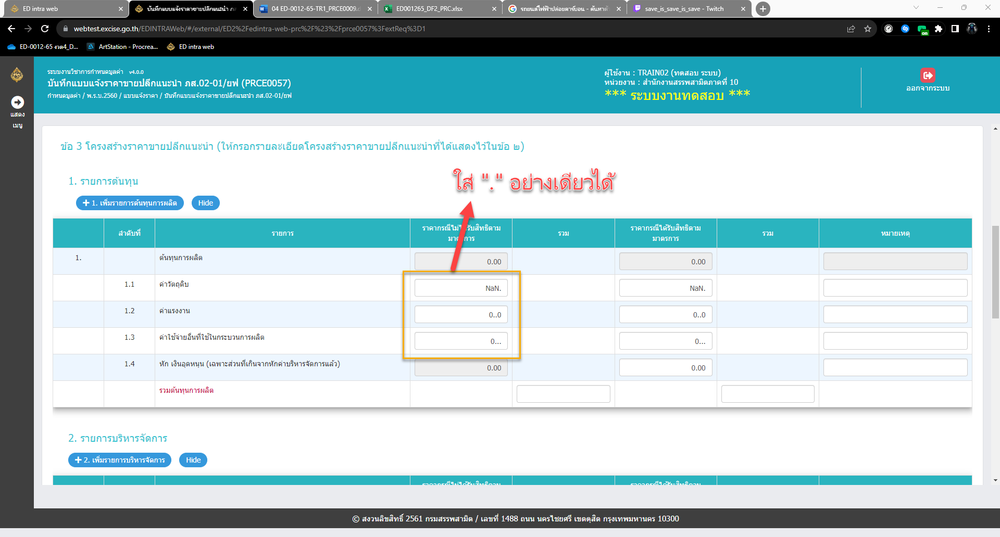 ED intra web
บันทึกแบบแจ้งราคาขายปลีกแนะนำ ภส
04 ED-0012-65-TR1_PRCE0009.d
ED001265_DF2_PRC.xlsx
รถยนต์ไฟฟ้าปล่อยคาร์บอน - ค้นหาด้
save_is_save_is_save - Twitch
webtest.excise.go.th/EDINTRAWeb/#/external/ED2%2Fedintra-web-prc%2F%23%2Fprce0057%3FextReq%3D1
on
ED-0012-65 งวด4_D...
ArtStation - Procrea...
ED intra web
แสดง
เมนู
ระบบงานวิชาการกำหนดมูลค่า v4.0.0
บันทึกแบบแจ้งราคาขายปลีกแนะนำ ภส.02-01/ยฟ (PRCE0057)
กำหนดมูลค่า / พ.ร.บ.2560 / แบบแจ้งราคา / บันทึกแบบแจ้งราคาขายปลีกแนะนำ ภส.02-01/ยฟ
ผู้ใช้งาน : TRAIN02 (ทดสอบ ระบบ)
หน่วยงาน : สำนักงานสรรพสามิตภาคที่ 10
*** ระบบงานทดสอบ ***
ออกจากระบบ
ข้อ 3 โครงสร้างราคาขายปลีกแนะนำ (ให้กรอกรายละเอียดโครงสร้างราคาขายปลีกแนะนำที่ได้แสดงไว้ในข้อ ๒)
1. รายการต้นทุน
ใส่ "." อย่างเดียวได้
1. เพิ่มรายการต้นทุนการผลิต
Hide
ลำดับที่
รายการ
ราคากรณีไม่ได้รับสิทธิตาม
มาตรการ
รวม
ราคากรณีได้รับสิทธิตาม
มาตรการ
รวม
หมายเหตุ
1. ต้นทุนการผลิต 0.00 0.00
1.1 ค่าวัตถุดิบ NaN. NaN.
1.2 ค่าแรงงาน 0..0 0..0
1.3 ค่าใช้จ่ายอื่นที่ใช้ในกระบวนการผลิต 0... 0...
1.4 หัก เงินอุดหนุน (เฉพาะส่วนที่เกินจากหักค่าบริหารจัดการแล้ว) 0.00 0.00
รวมต้นทุนการผลิต
2. รายการบริหารจัดการ
2. เพิ่มรายการบริหารจัดการ
Hide
ราคากรณีไม่ได้รับสิทธิตาม
ราคากรณีได้รับสิทธิตาม
© สงวนลิขสิทธิ์ 2561 กรมสรรพสามิต / เลขที่ 1488 ถนน นครไชยศรี เขตดุสิต กรุงเทพมหานคร 10300